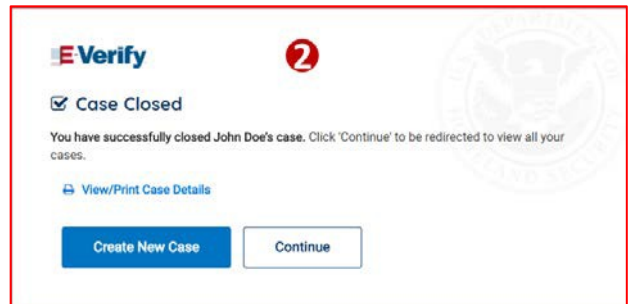 E-Verify
2
Case Closed
You have successfully closed John Doe's case. Click 'Continue' to be redirected to view all your
cases.
View/Print Case Details
Create New Case
Continue